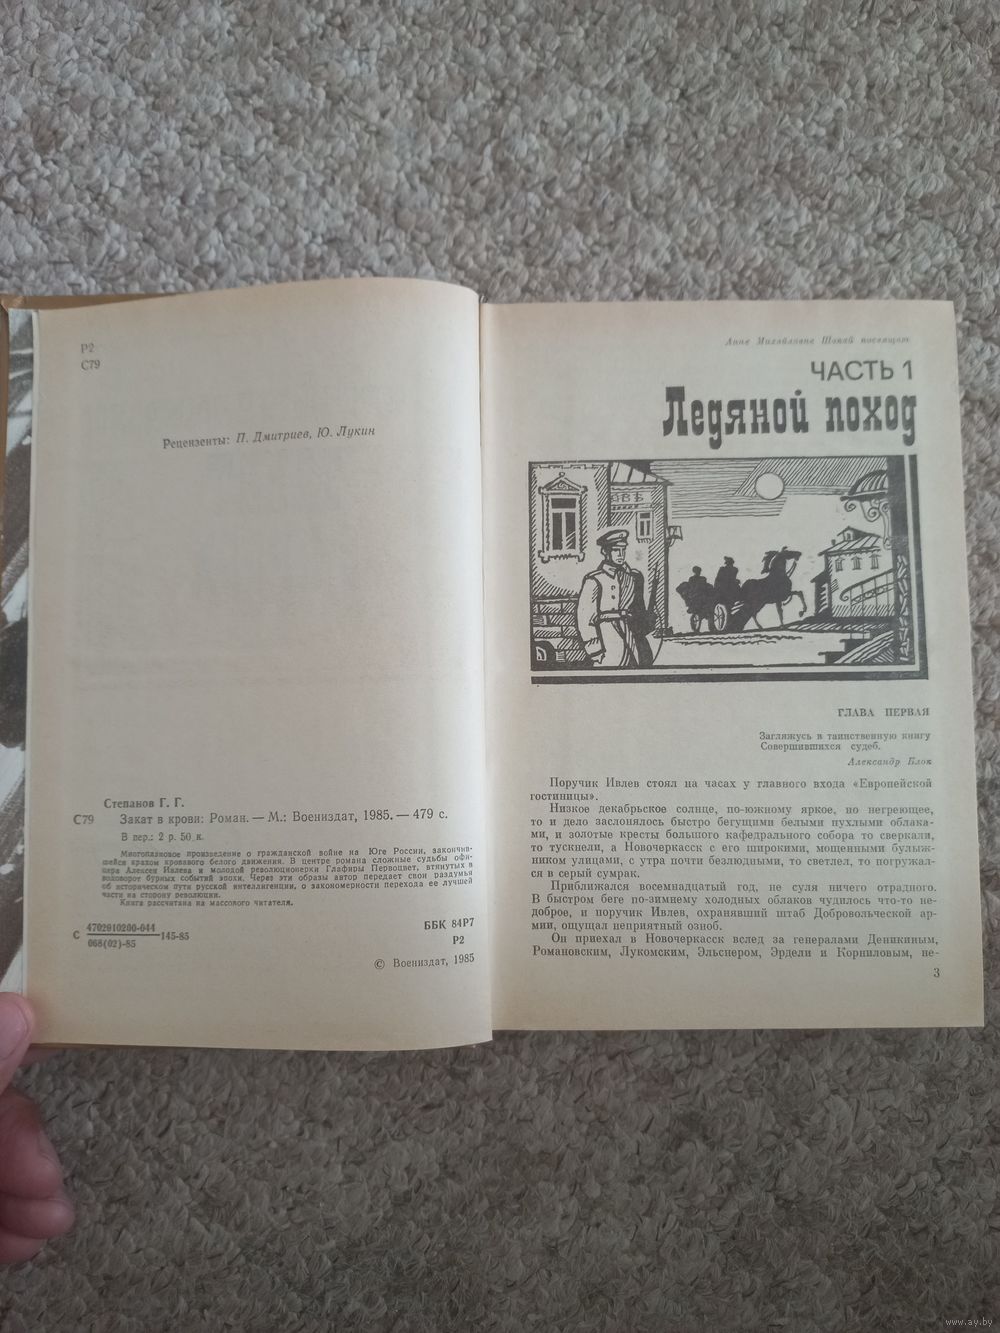 Р2
С79
Рецензенты: П. Дмитриев, Ю. Лукин
Степанов Г. Г.
С79 Закат в крови: Роман. — М.: Воениздат, 1985. — 479 с.
В пер.: 2 р. 50 к.
Многоплановое произведение о гражданской войне на Юге России, закончив-
шейся крахом кровавого белого движения. В центре романа сложные судьбы офи-
цера Алексея Ивлева и молодой революционерки Глафиры Первоцвет, втянутых в
водоворот бурных событий эпохи. Через эти образы автор передает свои раздумья
об историческом пути русской интеллигенции, о закономерности перехода ее лучшей
части на сторону революции.
Книга рассчитана на массового читателя.
С 4702010200-044
068(02)-85
145-85
ББК 84Р7
Р2
© Воениздат, 1985
Анне Михайловне Шопай посвящаю
ЧАСТЬ 1
Ледяной поход
ГЛАВА ПЕРВАЯ
Загляжусь в таинственную книгу
Совершившихся судеб.
Александр Блок
Поручик Ивлев стоял на часах у главного входа «Европейской
гостиницы».
Низкое декабрьское солнце, по-южному яркое, но негреющее,
то и дело заслонялось быстро бегущими белыми пухлыми облака-
ми, и золотые кресты большого кафедрального собора то сверкали,
то тускнели, а Новочеркасск с его широкими, мощенными булыж-
ником улицами, с утра почти безлюдными, то светлел, то погружал-
ся в серый сумрак.
Приближался восемнадцатый год, не суля ничего отрадного.
В быстром беге по-зимнему холодных облаков чудилось что-то не-
доброе, и поручик Ивлев, охранявший штаб Добровольческой ар-
мии, ощущал неприятный озноб.
Он приехал в Новочеркасск вслед за генералами Деникиным,
Романовским, Лукомским, Эльснером, Эрдели и Корниловым, не-
3
www.ay.by